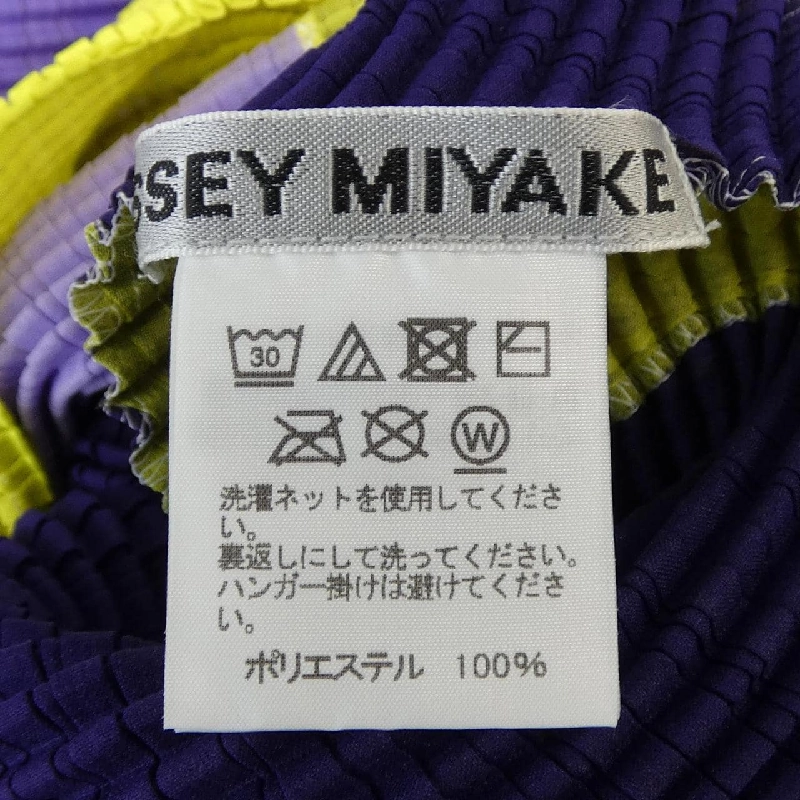 SSEY MIYAKE
30
W
洗濯ネットを使用してくださ
い。
裏返しにして洗ってください。
ハンガー掛けは避けてくださ
い。
ポリエステル 100%